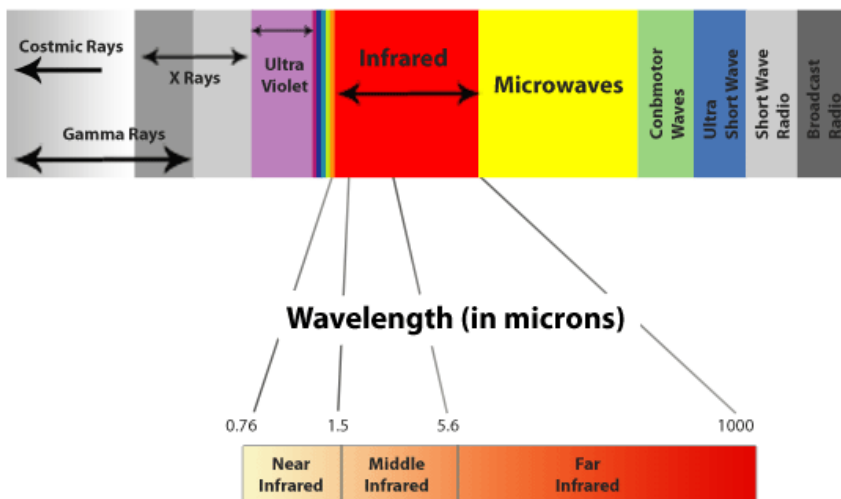 Costmic Rays
X Rays
Gamma Rays
Ultra
Violet
Infrared
Microwaves
Conbmotor
Waves
Ultra
Short Wave
Short Wave
Radio
Broadcast
Radio
Wavelength (in microns)
0.76
1.5
5.6
1000
Near
Infrared
Middle
Infrared
Far
Infrared